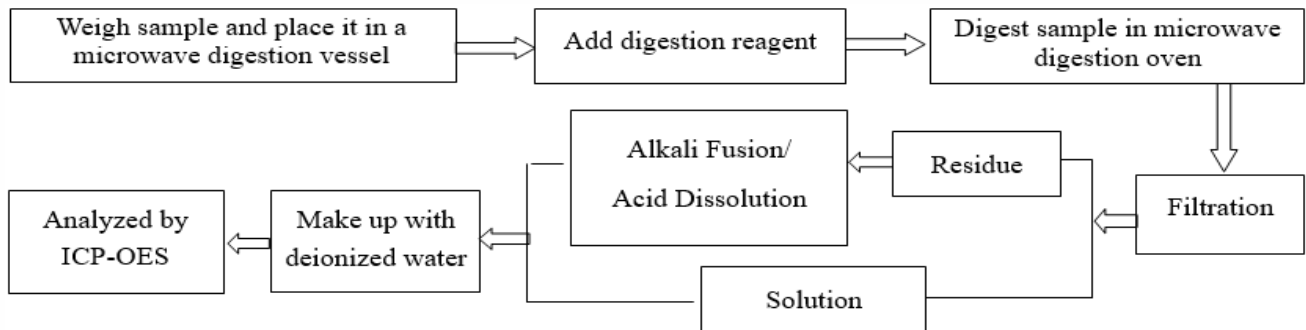 Weigh sample and place it in a
microwave digestion vessel
Add digestion reagent
Digest sample in microwave
digestion oven
Filtration
Residue
Alkali Fusion/
Acid Dissolution
Solution
Make up with
deionized water
Analyzed by
ICP-OES